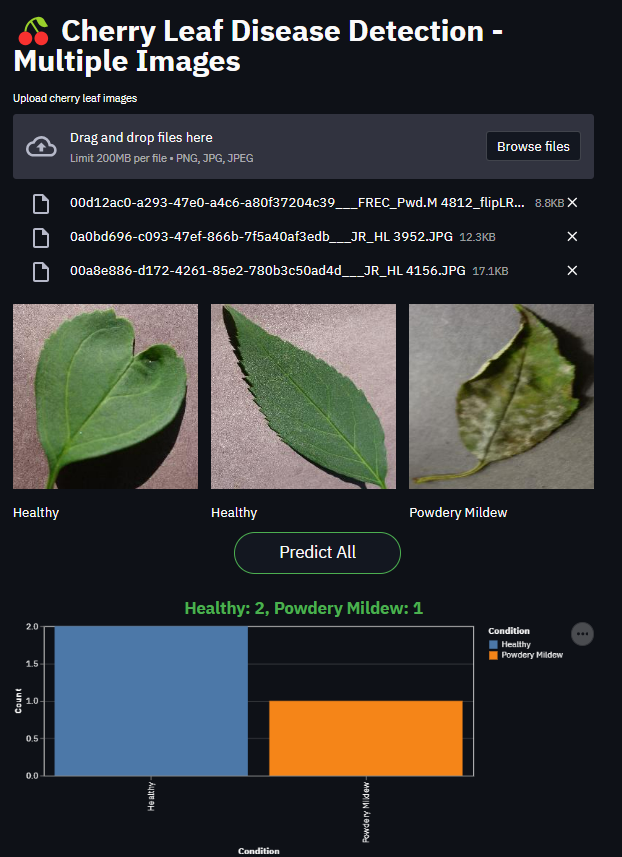 🍒 Cherry Leaf Disease Detection -
Multiple Images
Upload cherry leaf images
Drag and drop files here
Limit 200MB per file • PNG, JPG, JPEG
Browse files
00d12ac0-a293-47e0-a4c6-a80f37204c39___FREC_Pwd.M 4812_flipLR... 8.8KB
0a0bd696-c093-47ef-866b-7f5a40af3edb___JR_HL 3952.JPG 12.3KB
00a8e886-d172-4261-85e2-780b3c50ad4d___JR_HL 4156.JPG 17.1KB
Healthy
Healthy
Powdery Mildew
Predict All
Healthy: 2, Powdery Mildew: 1
2.0
1.5
1.0
0.5
0.0
Count
Healthy
Powdery Mildew
Condition
Condition
Healthy
Powdery Mildew